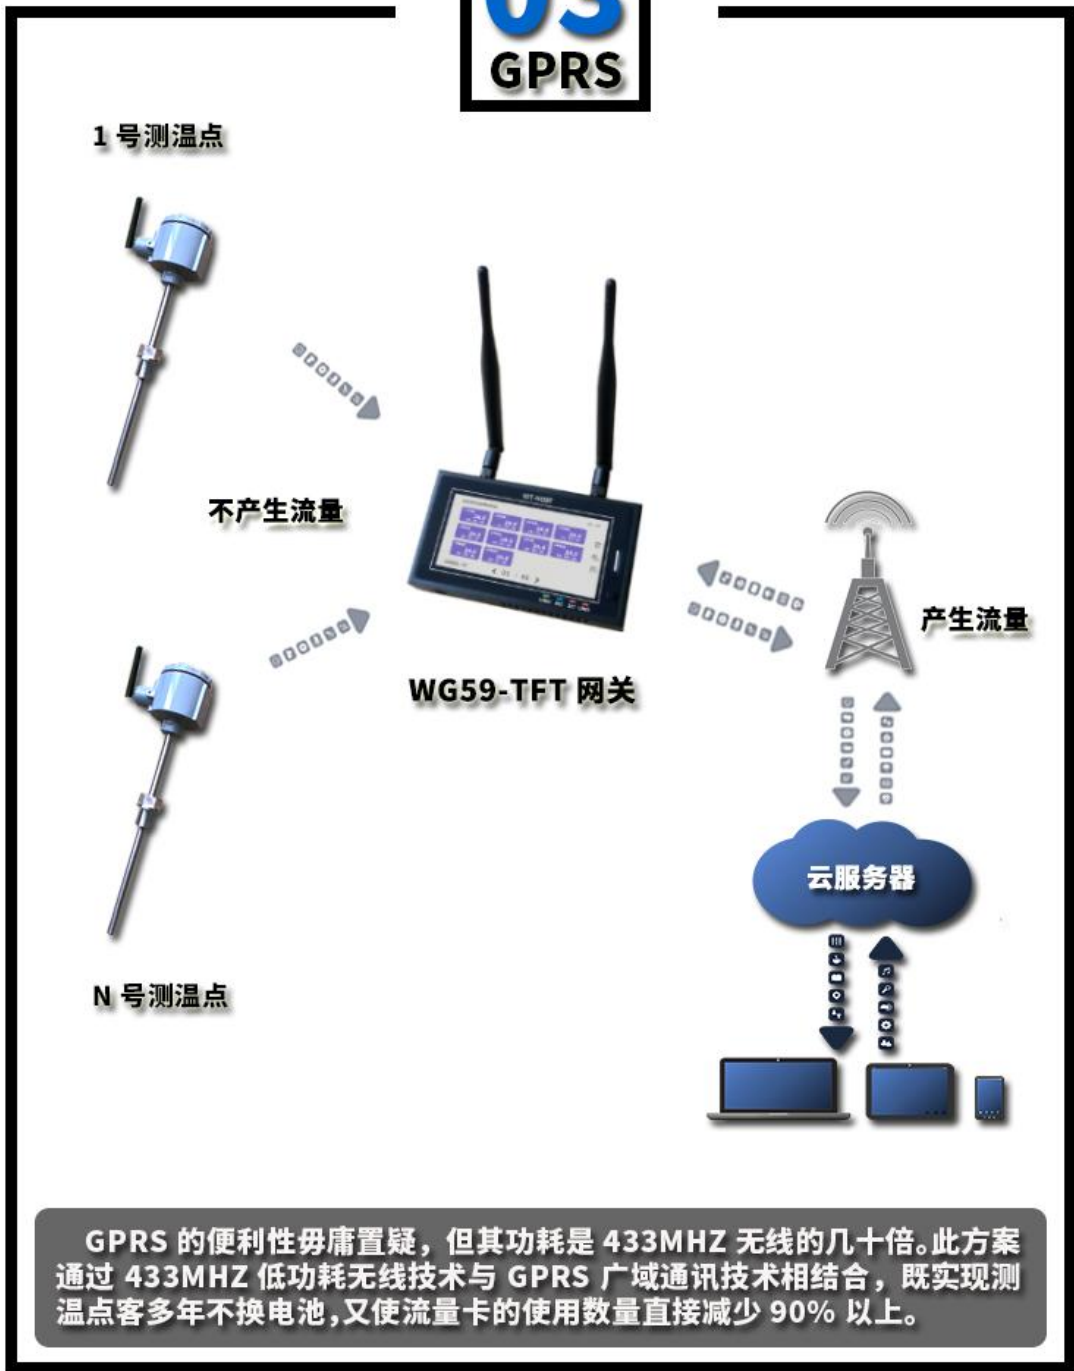 03
GPRS
1 号测温点
不产生流量
产生流量
WG59-TFT 网关
云服务器
N 号测温点
GPRS 的便利性毋庸置疑，但其功耗是 433MHZ 无线的几十倍。此方案
通过 433MHZ 低功耗无线技术与 GPRS 广域通讯技术相结合，既实现测
温点客多年不换电池，又使流量卡的使用数量直接减少 90% 以上。